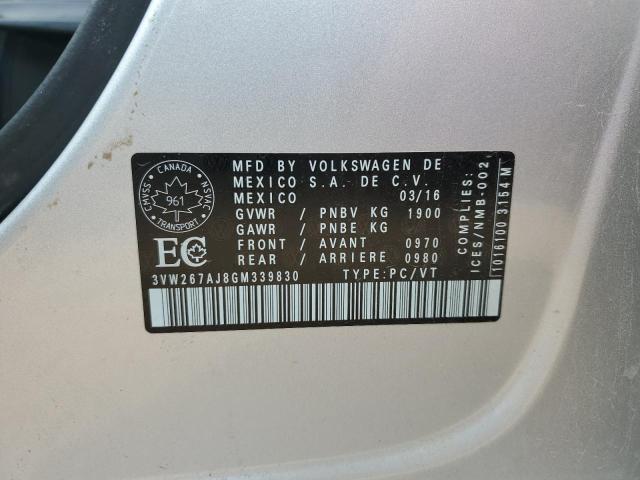 CANADA
CMVSS
NSVAC
961
TRANSPORT
EC
MFD BY VOLKSWAGEN DE
MEXICO S.A. DE C.V.
MEXICO 03/16
GVWR / PNBV KG 1900
GAWR / PNBE KG
FRONT / AVANT 0970
REAR / ARRIERE 0980
3VW267AJ8GM339830 TYPE:PC/VT
COMPLIES:
ICES/NMB-002
1016100 3154 M